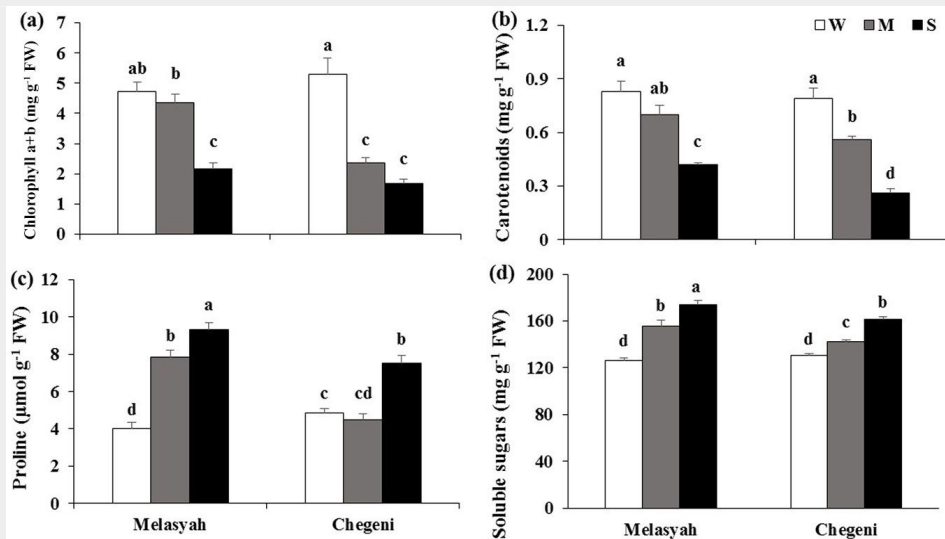 (a)
Chlorophyll a+b (mg g-1 FW)
7
6
5
4
3
2
1
0
ab
b
c
a
c
c
(b)
W M S
Carotenoids (mg g-1 FW)
1.2
0.9
0.6
0.3
0
a
ab
c
a
b
d
(c)
Proline (µmol g-1 FW)
12
10
8
6
4
2
0
d
b
a
c
cd
b
Melasyah Chegeni
(d)
Soluble sugars (mg g-1 FW)
200
160
120
80
40
0
d
b
a
d
c
b
Melasyah Chegeni